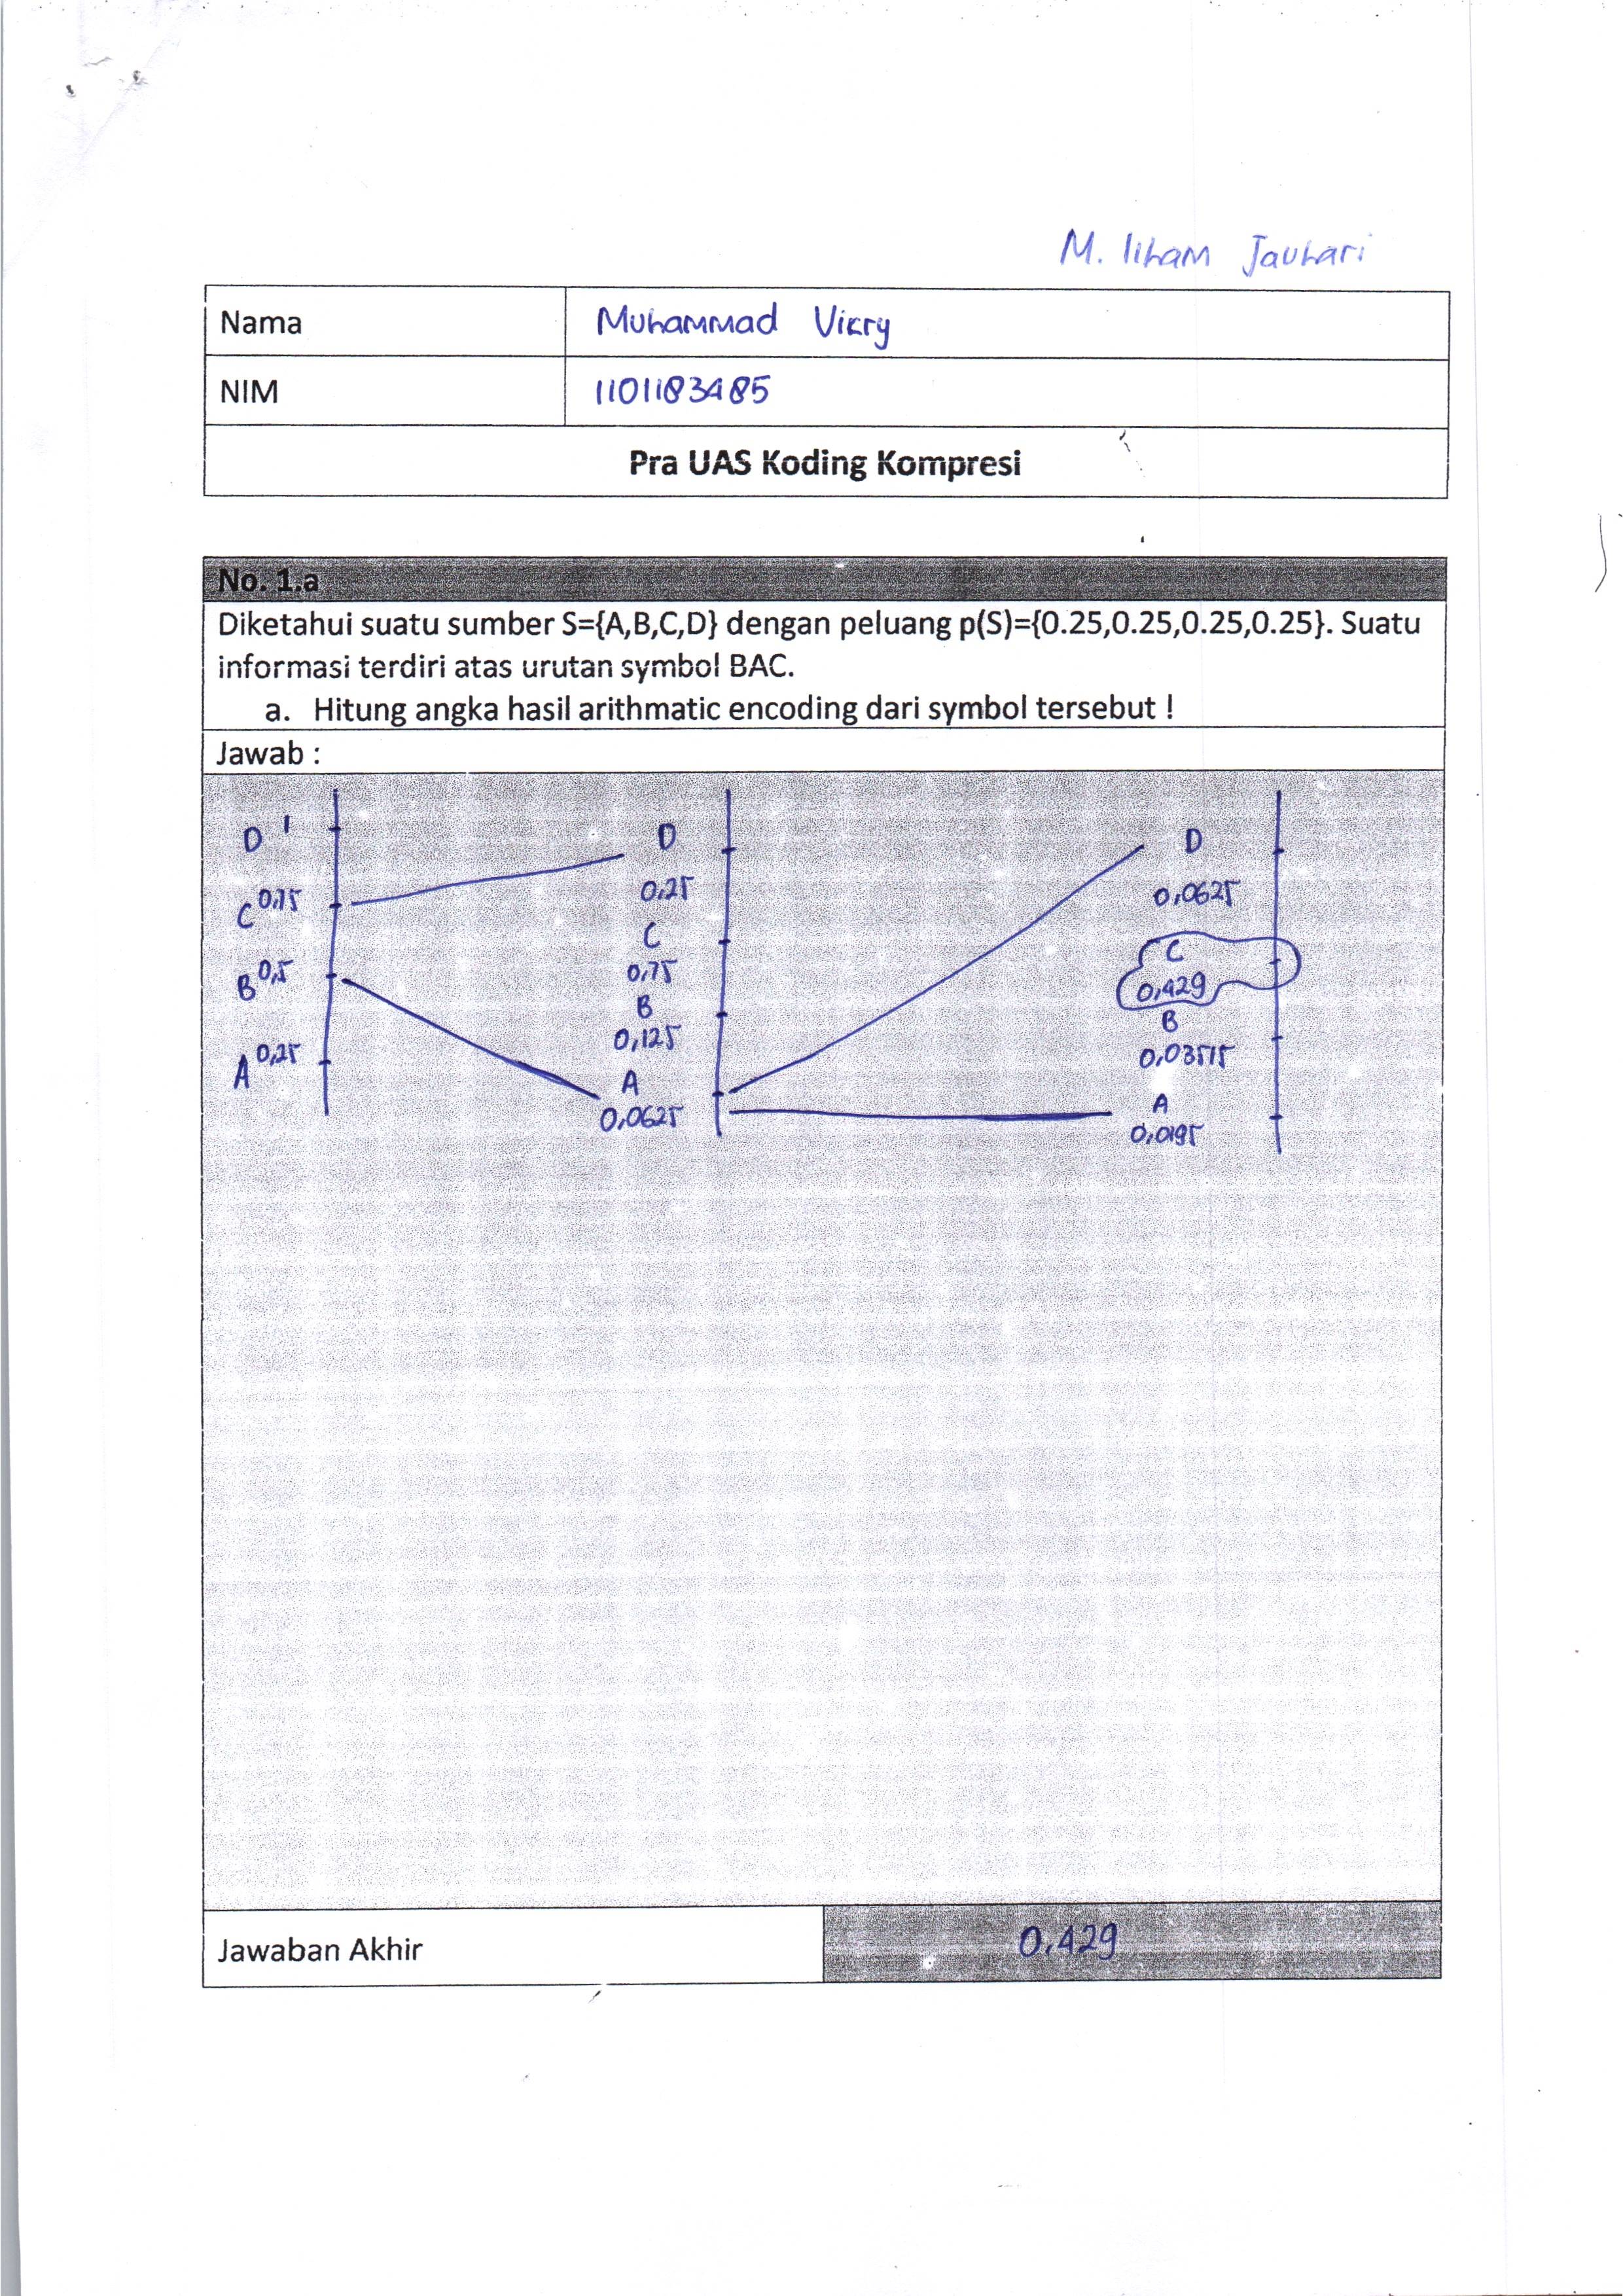 M. Ilham Jauhari
Nama Muhammad Vicry
NIM 1101183485
Pra UAS Koding Kompresi
No. 1.a
Diketahui suatu sumber S={A,B,C,D} dengan peluang p(S)={0.25,0.25,0.25,0.25}. Suatu
informasi terdiri atas urutan symbol BAC.
a. Hitung angka hasil arithmatic encoding dari symbol tersebut !
Jawab :
D 1
C 0,75
B 0,5
A 0,25
D
0,25
C
0,75
B
0,125
A
0,0625
D
0,0625
C
0,429
B
0,03515
A
0,0195
Jawaban Akhir 0.429